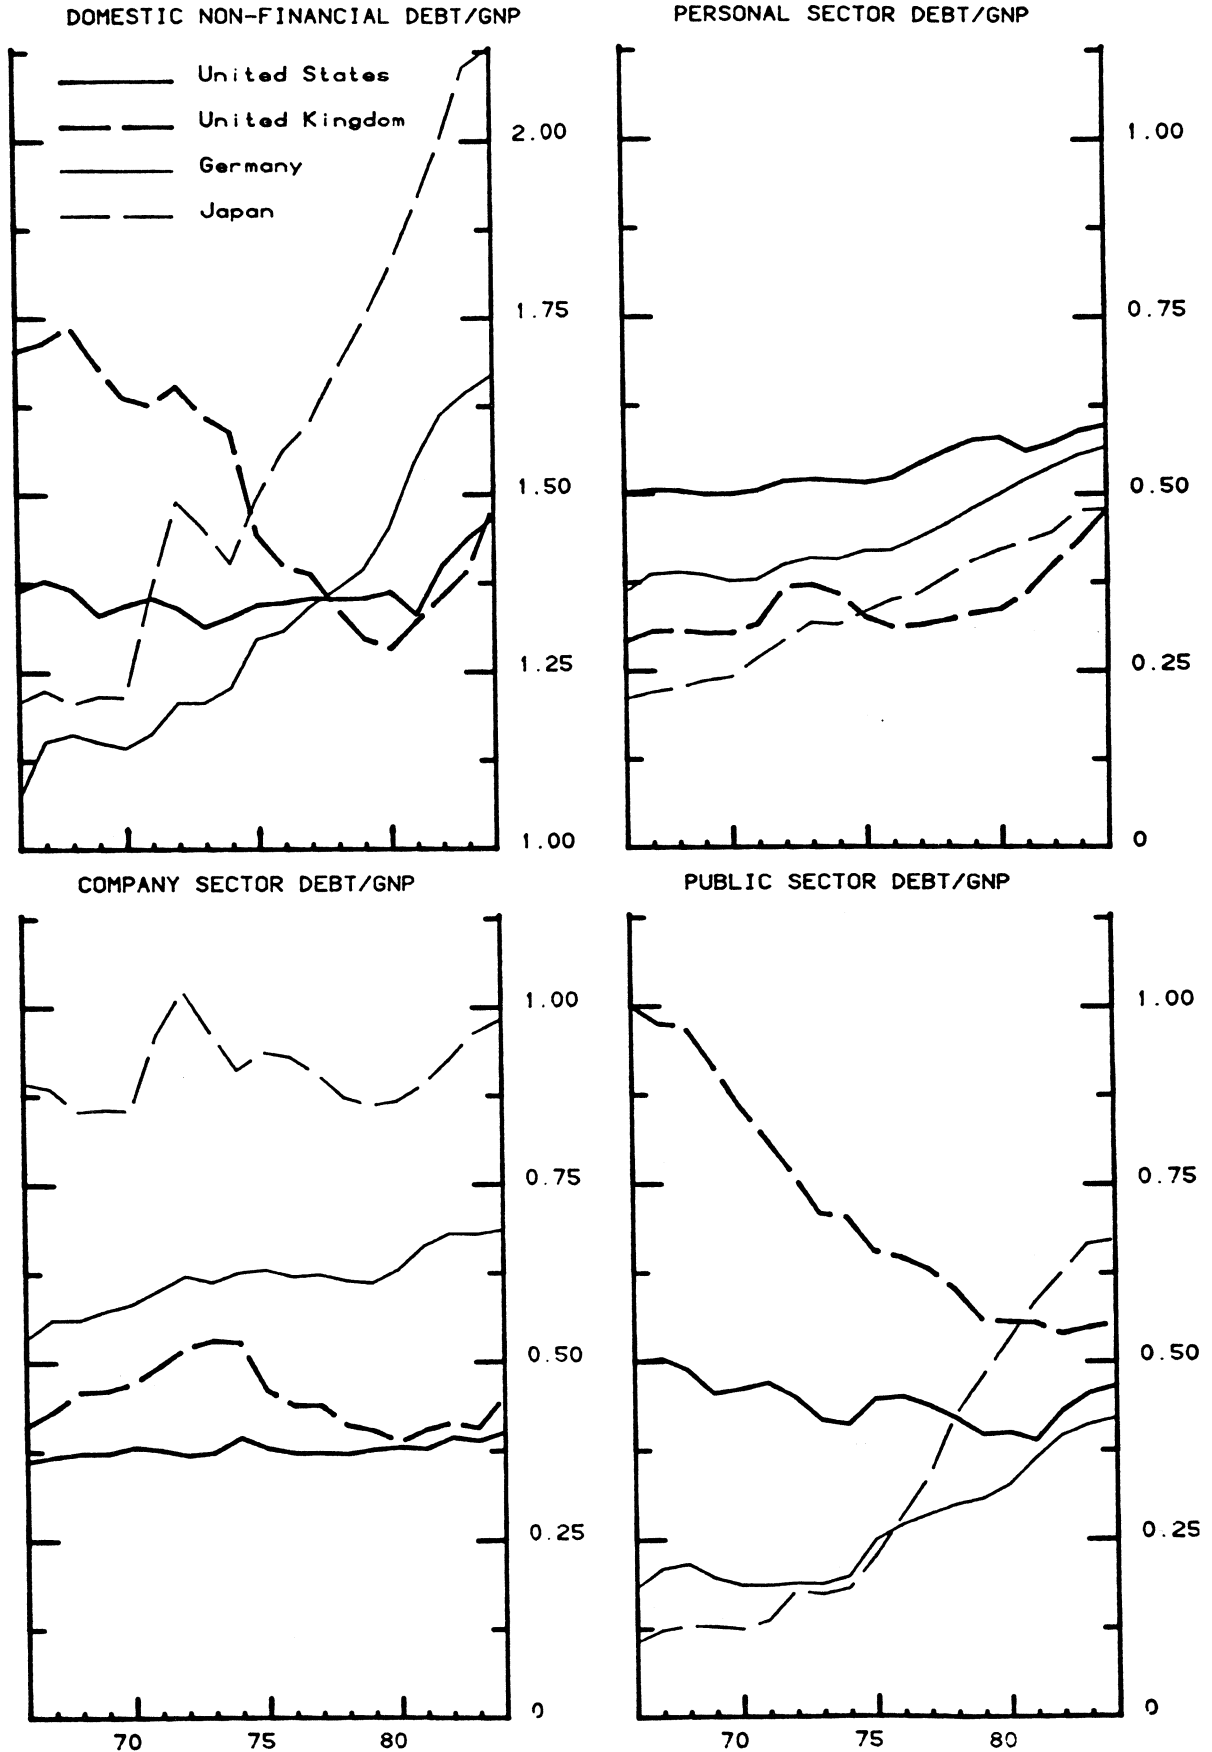 DOMESTIC NON-FINANCIAL DEBT/GNP
United States
United Kingdom
Germany
Japan
2.00
1.75
1.50
1.25
1.00
PERSONAL SECTOR DEBT/GNP
1.00
0.75
0.50
0.25
0
COMPANY SECTOR DEBT/GNP
1.00
0.75
0.50
0.25
0
70 75 80
PUBLIC SECTOR DEBT/GNP
1.00
0.75
0.50
0.25
0
70 75 80